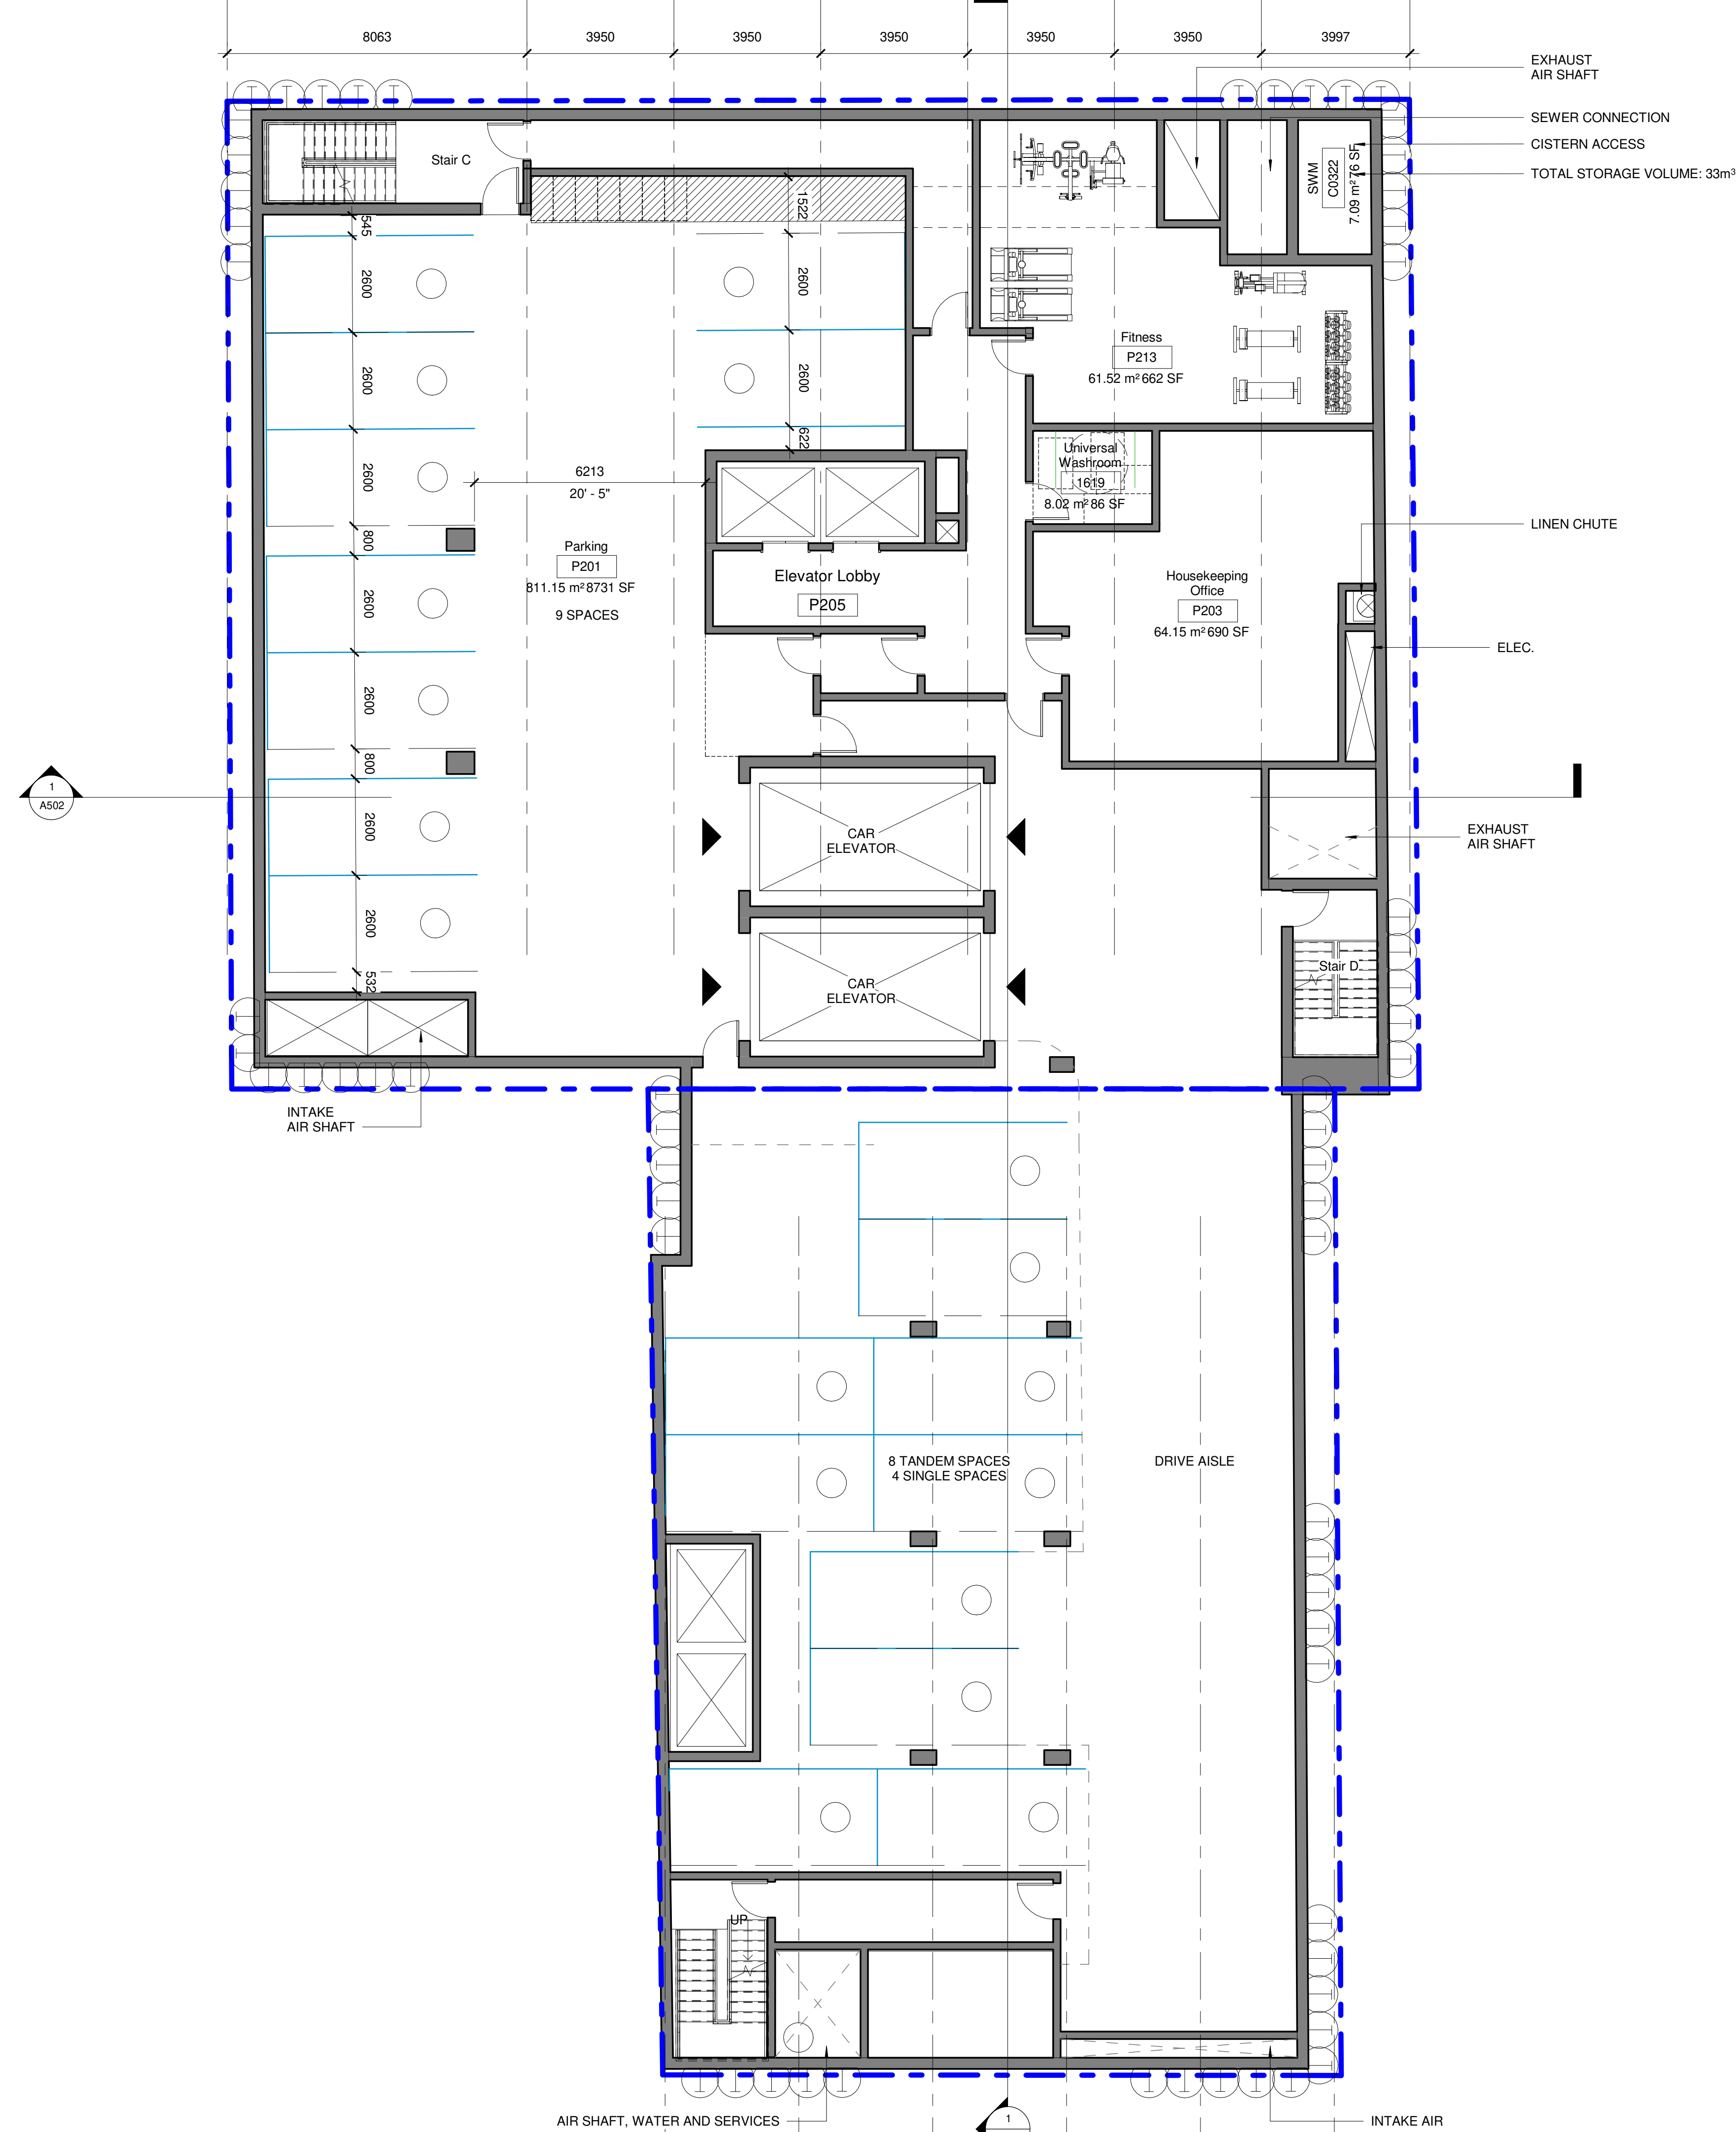 8063
3950
3950
3950
3950
3950
3997
EXHAUST
AIR SHAFT
SEWER CONNECTION
CISTERN ACCESS
TOTAL STORAGE VOLUME: 33m³
SWM
C0322
7.09 m² 76 SF
Stair C
1522
545
2600
2600
2600
800
2600
2600
800
2600
2600
532
2600
2600
622
Fitness
P213
61.52 m² 662 SF
Universal
Washroom
1619
8.02 m² 86 SF
6213
20' - 5"
Parking
P201
811.15 m² 8731 SF
9 SPACES
Elevator Lobby
P205
Housekeeping
Office
P203
64.15 m² 690 SF
LINEN CHUTE
ELEC.
1
A502
CAR
ELEVATOR
EXHAUST
AIR SHAFT
CAR
ELEVATOR
Stair D
INTAKE
AIR SHAFT
8 TANDEM SPACES
4 SINGLE SPACES
DRIVE AISLE
UP
AIR SHAFT, WATER AND SERVICES
1
INTAKE AIR